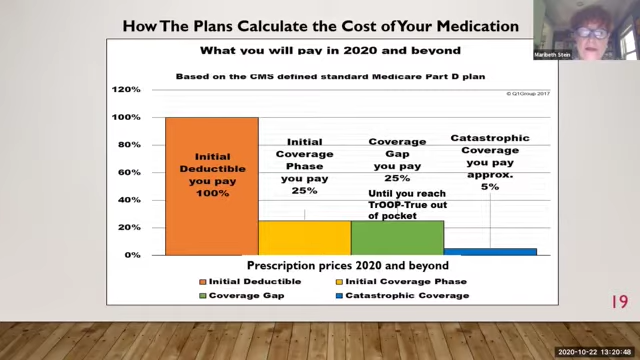 How The Plans Calculate the Cost of Your Medication
Maribeth Stein
What you will pay in 2020 and beyond
Based on the CMS defined standard Medicare Part D plan
© Q1Group 2017
120%
100%
80%
60%
40%
20%
0%
Initial
Deductible
you pay
100%
Initial
Coverage
Phase
you pay
25%
Coverage
Gap
you pay
25%
Until you reach
TrOOP-True out
of pocket
Catastrophic
Coverage
you pay
approx.
5%
Prescription prices 2020 and beyond
Initial Deductible
Initial Coverage Phase
Coverage Gap
Catastrophic Coverage
19
2020-10-22 13:20:48